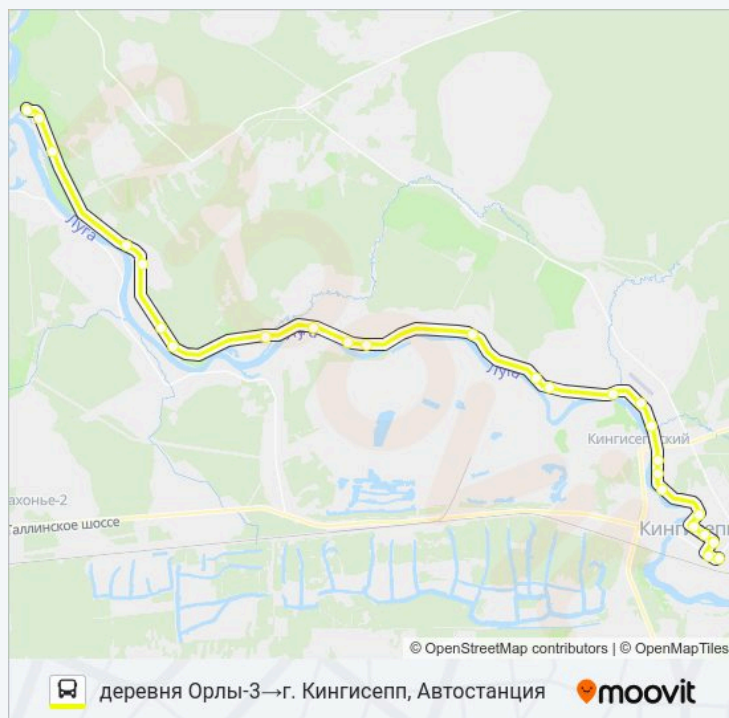 Луга
Луга
Луга
Кингисеппский
ахонье-2
Таллинское шоссе
Кингисепп
© OpenStreetMap contributors | © OpenMapTiles
деревня Орлы-3→г. Кингисепп, Автостанция
moovit